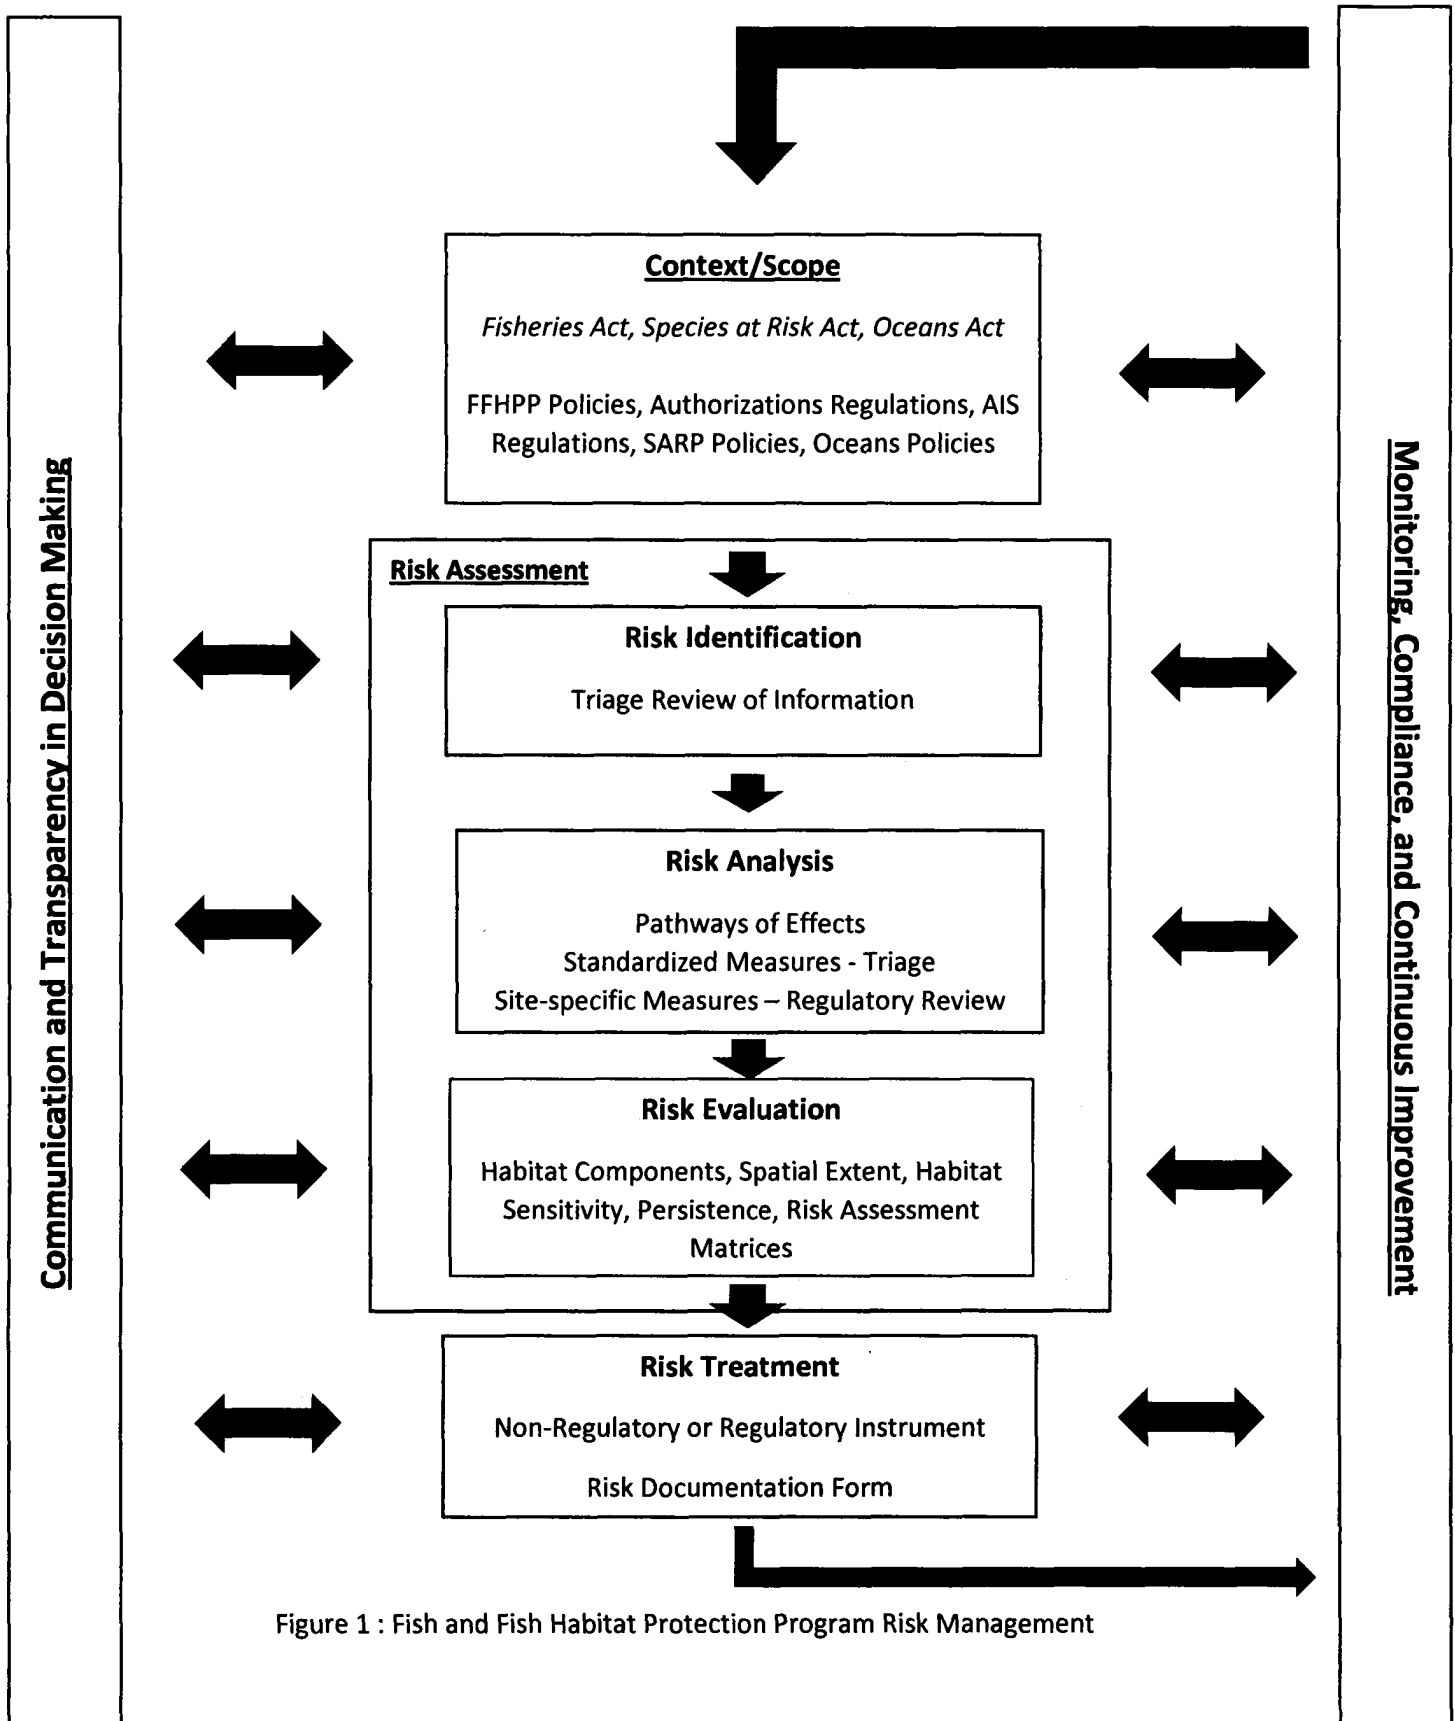 Communication and Transparency in Decision Making
Context/Scope
Fisheries Act, Species at Risk Act, Oceans Act
FFHPP Policies, Authorizations Regulations, AIS
Regulations, SARP Policies, Oceans Policies
Risk Assessment
Risk Identification
Triage Review of Information
Risk Analysis
Pathways of Effects
Standardized Measures - Triage
Site-specific Measures – Regulatory Review
Risk Evaluation
Habitat Components, Spatial Extent, Habitat
Sensitivity, Persistence, Risk Assessment
Matrices
Risk Treatment
Non-Regulatory or Regulatory Instrument
Risk Documentation Form
Monitoring, Compliance, and Continuous Improvement
Figure 1 : Fish and Fish Habitat Protection Program Risk Management